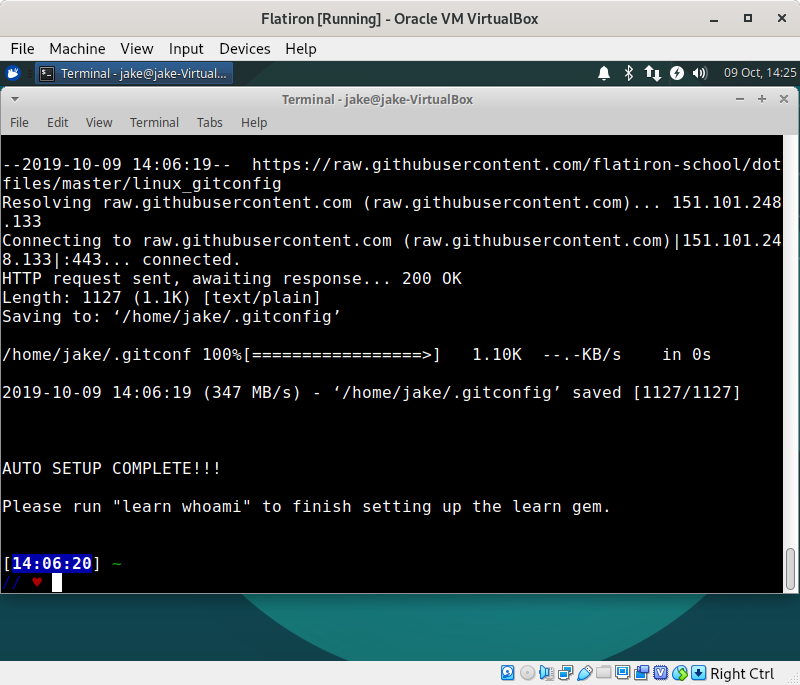 Flatiron [Running] - Oracle VM VirtualBox
File Machine View Input Devices Help
Terminal - jake@jake-Virtual... 09 Oct, 14:25
Terminal - jake@jake-VirtualBox
File Edit View Terminal Tabs Help
--2019-10-09 14:06:19-- https://raw.githubusercontent.com/flatiron-school/dot
files/master/linux_gitconfig
Resolving raw.githubusercontent.com (raw.githubusercontent.com)... 151.101.248
.133
Connecting to raw.githubusercontent.com (raw.githubusercontent.com)|151.101.24
8.133|:443... connected.
HTTP request sent, awaiting response... 200 OK
Length: 1127 (1.1K) [text/plain]
Saving to: ‘/home/jake/.gitconfig’
/home/jake/.gitconf 100%[=================>] 1.10K --.-KB/s in 0s
2019-10-09 14:06:19 (347 MB/s) - ‘/home/jake/.gitconfig’ saved [1127/1127]
AUTO SETUP COMPLETE!!!
Please run "learn whoami" to finish setting up the learn gem.
[14:06:20] ~
// ♥
Right Ctrl